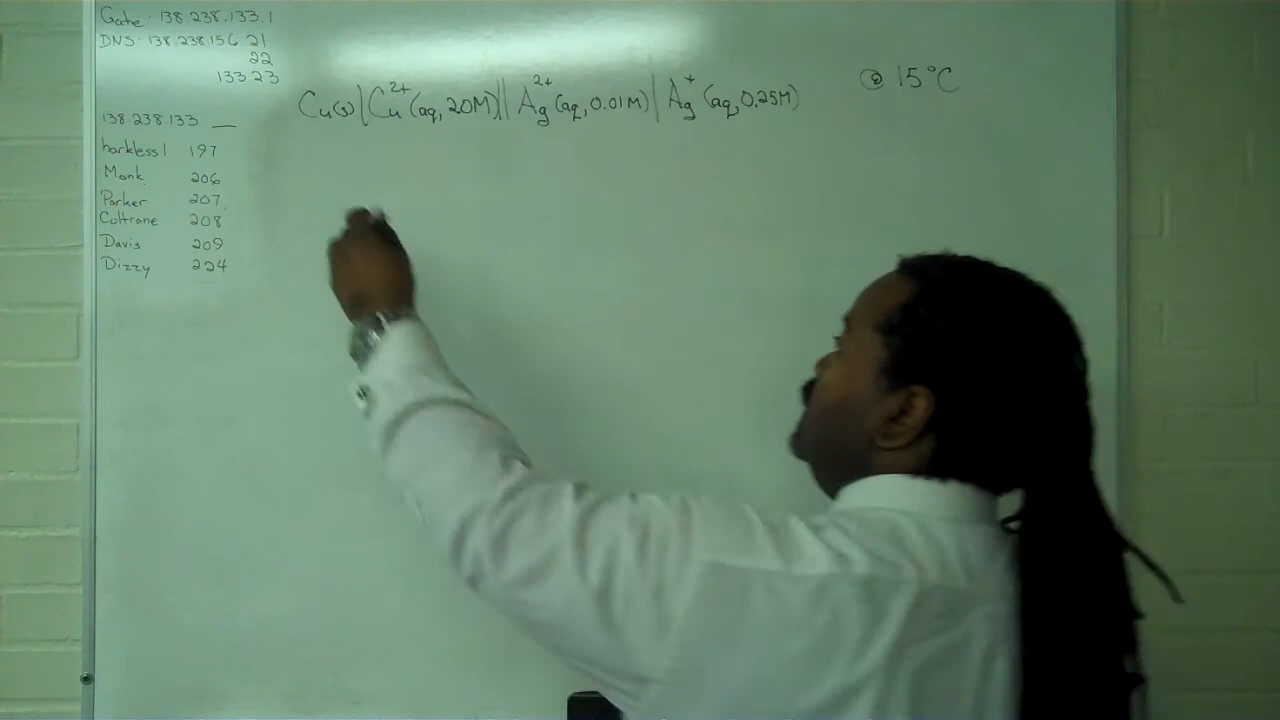 Gate: 138.238.133.1
DNS: 138.238.156.21
22
133.23
Cu(s)|Cu²⁺(aq, 2.0M)||Ag²⁺(aq, 0.01M)|Ag⁺(aq, 0.25M) @ 15°C
138.238.133 __
harkless1 197
Monk 206
Parker 207
Coltrane 208
Davis 209
Dizzy 224